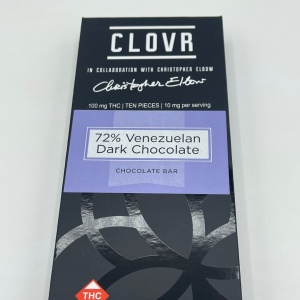 CLOVR
IN COLLABORATION WITH CHRISTOPHER ELBOW
Christopher Elbow
100 mg THC | TEN PIECES | 10 mg per serving
72% Venezuelan
Dark Chocolate
CHOCOLATE BAR
THC